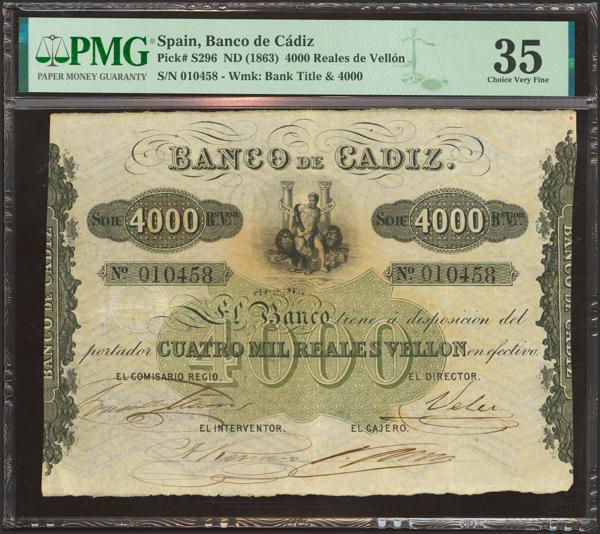 PMG
PAPER MONEY GUARANTY
Spain, Banco de Cádiz
Pick# S296 ND (1863) 4000 Reales de Vellón
S/N 010458 - Wmk: Bank Title & 4000
35
Choice Very Fine
BANCO DE CADIZ.
4000
4000
Nº 010458
Nº 010458
El Banco tiene á disposición del
portador CUATRO MIL REALES VELLON en efectivo.
4000
EL COMISARIO REGIO.
EL DIRECTOR.
EL INTERVENTOR.
EL CAJERO.
BANCO DE CADIZ
BANCO DE CADIZ